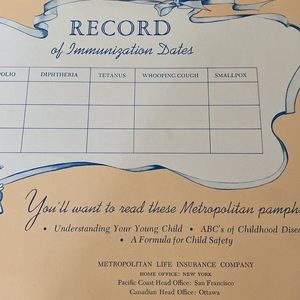 RECORD
of Immunization Dates
POLIO DIPHTHERIA TETANUS WHOOPING COUGH SMALLPOX
You'll want to read these Metropolitan
• Understanding Your Young Child • ABC's of Childhood
• A Formula for Child Safety
METROPOLITAN LIFE INSURANCE COMPANY
HOME OFFICE: NEW YORK
Pacific Coast Head Office: San Francisco
Canadian Head Office: Ottawa